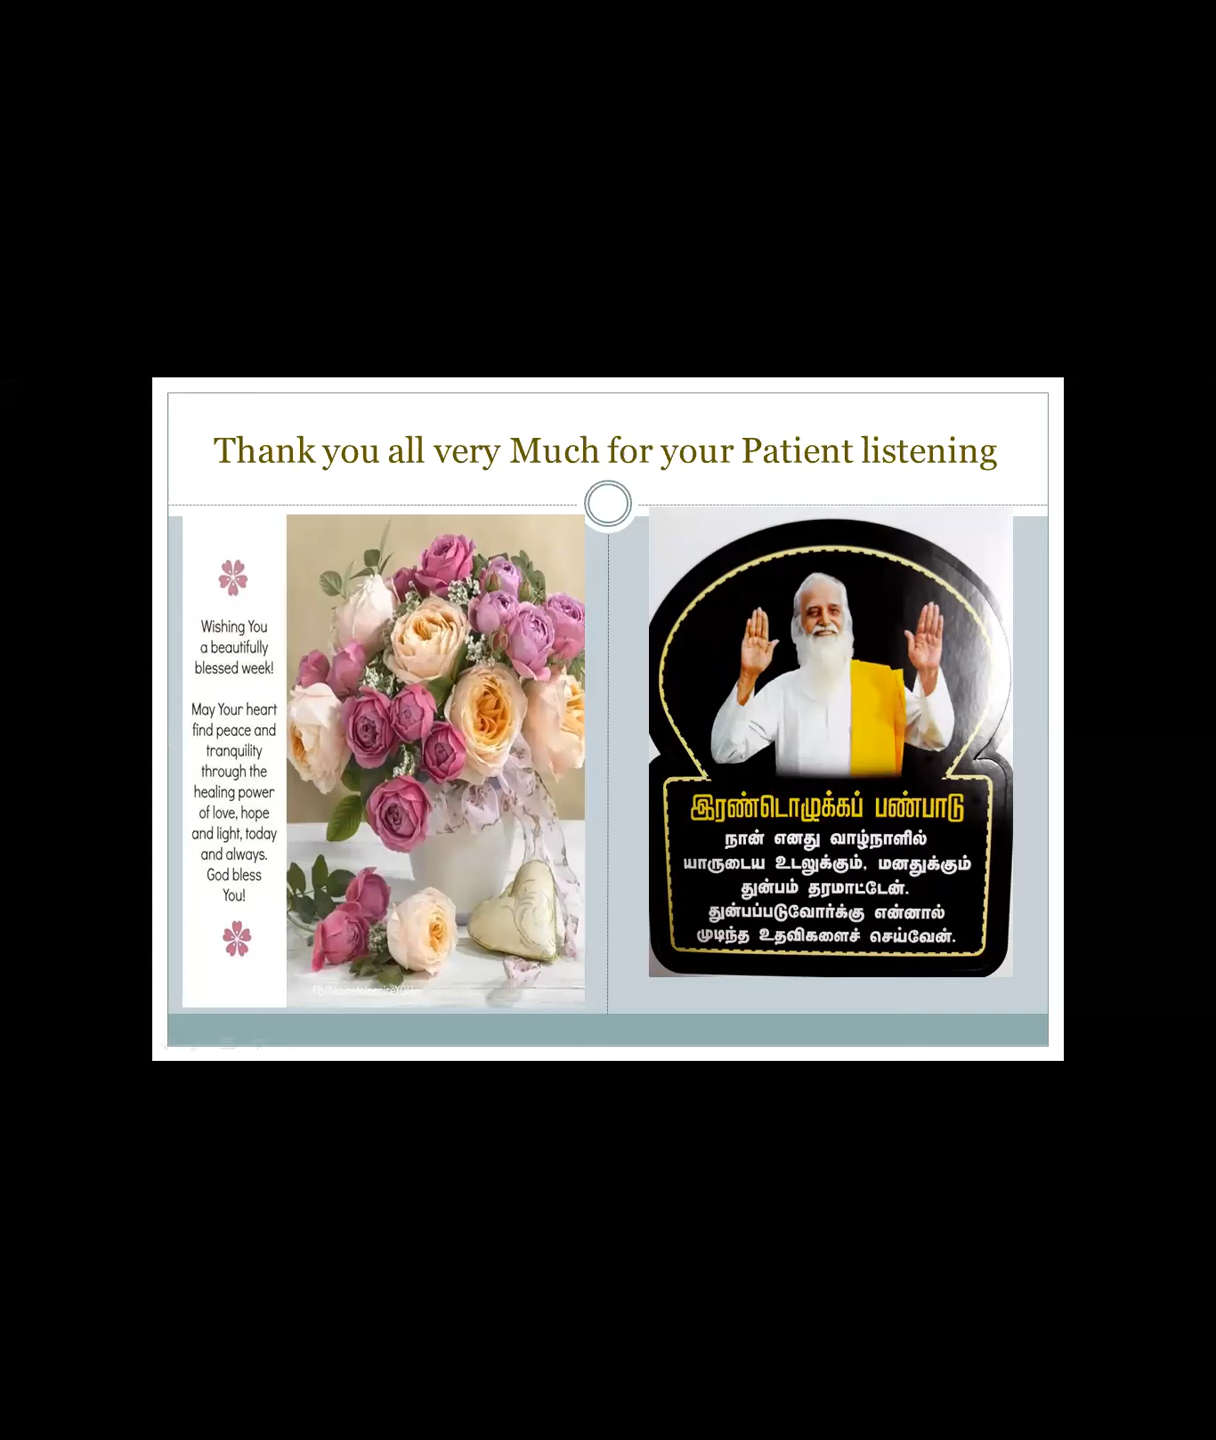 Thank you all very Much for your Patient listening
Wishing You
a beautifully
blessed week!
May Your heart
find peace and
tranquility
through the
healing power
of love, hope
and light, today
and always.
God bless
You!
இரண்டொழுக்கப் பண்பாடு
நான் எனது வாழ்நாளில்
யாருடைய உடலுக்கும், மனதுக்கும்
துன்பம் தரமாட்டேன்.
துன்பப்படுவோர்க்கு என்னால்
முடிந்த உதவிகளைச் செய்வேன்.